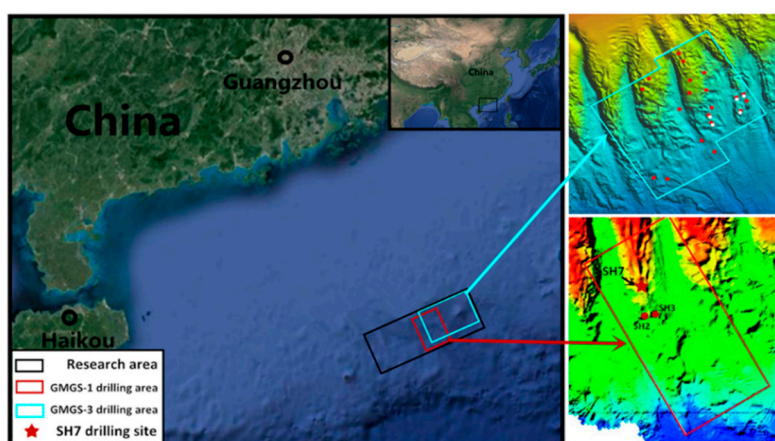 China
Guangzhou
China
SH7
SH3
SH2
Haikou
Research area
GMGS-1 drilling area
GMGS-3 drilling area
SH7 drilling site